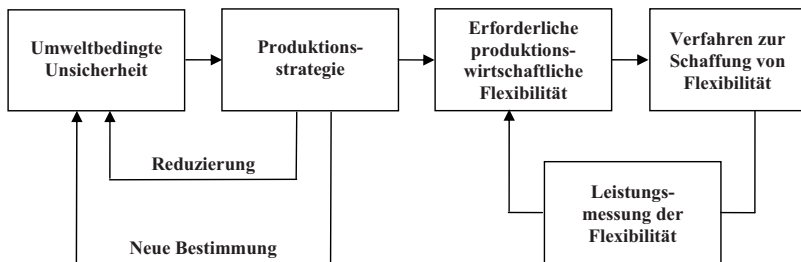 Umweltbedingte
Unsicherheit
Produktions-
strategie
Erforderliche
produktions-
wirtschaftliche
Flexibilität
Verfahren zur
Schaffung von
Flexibilität
Reduzierung
Neue Bestimmung
Leistungs-
messung der
Flexibilität